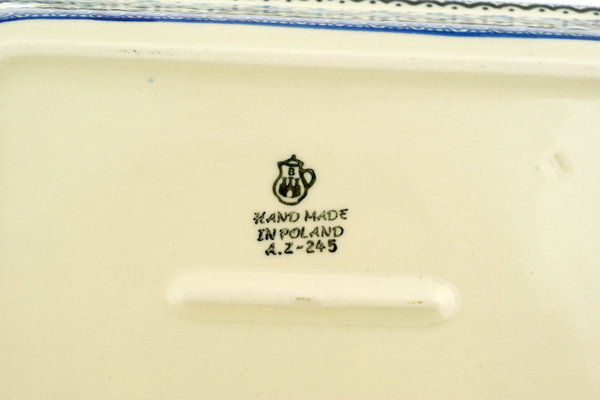 B
HAND MADE
IN POLAND
A.Z-245